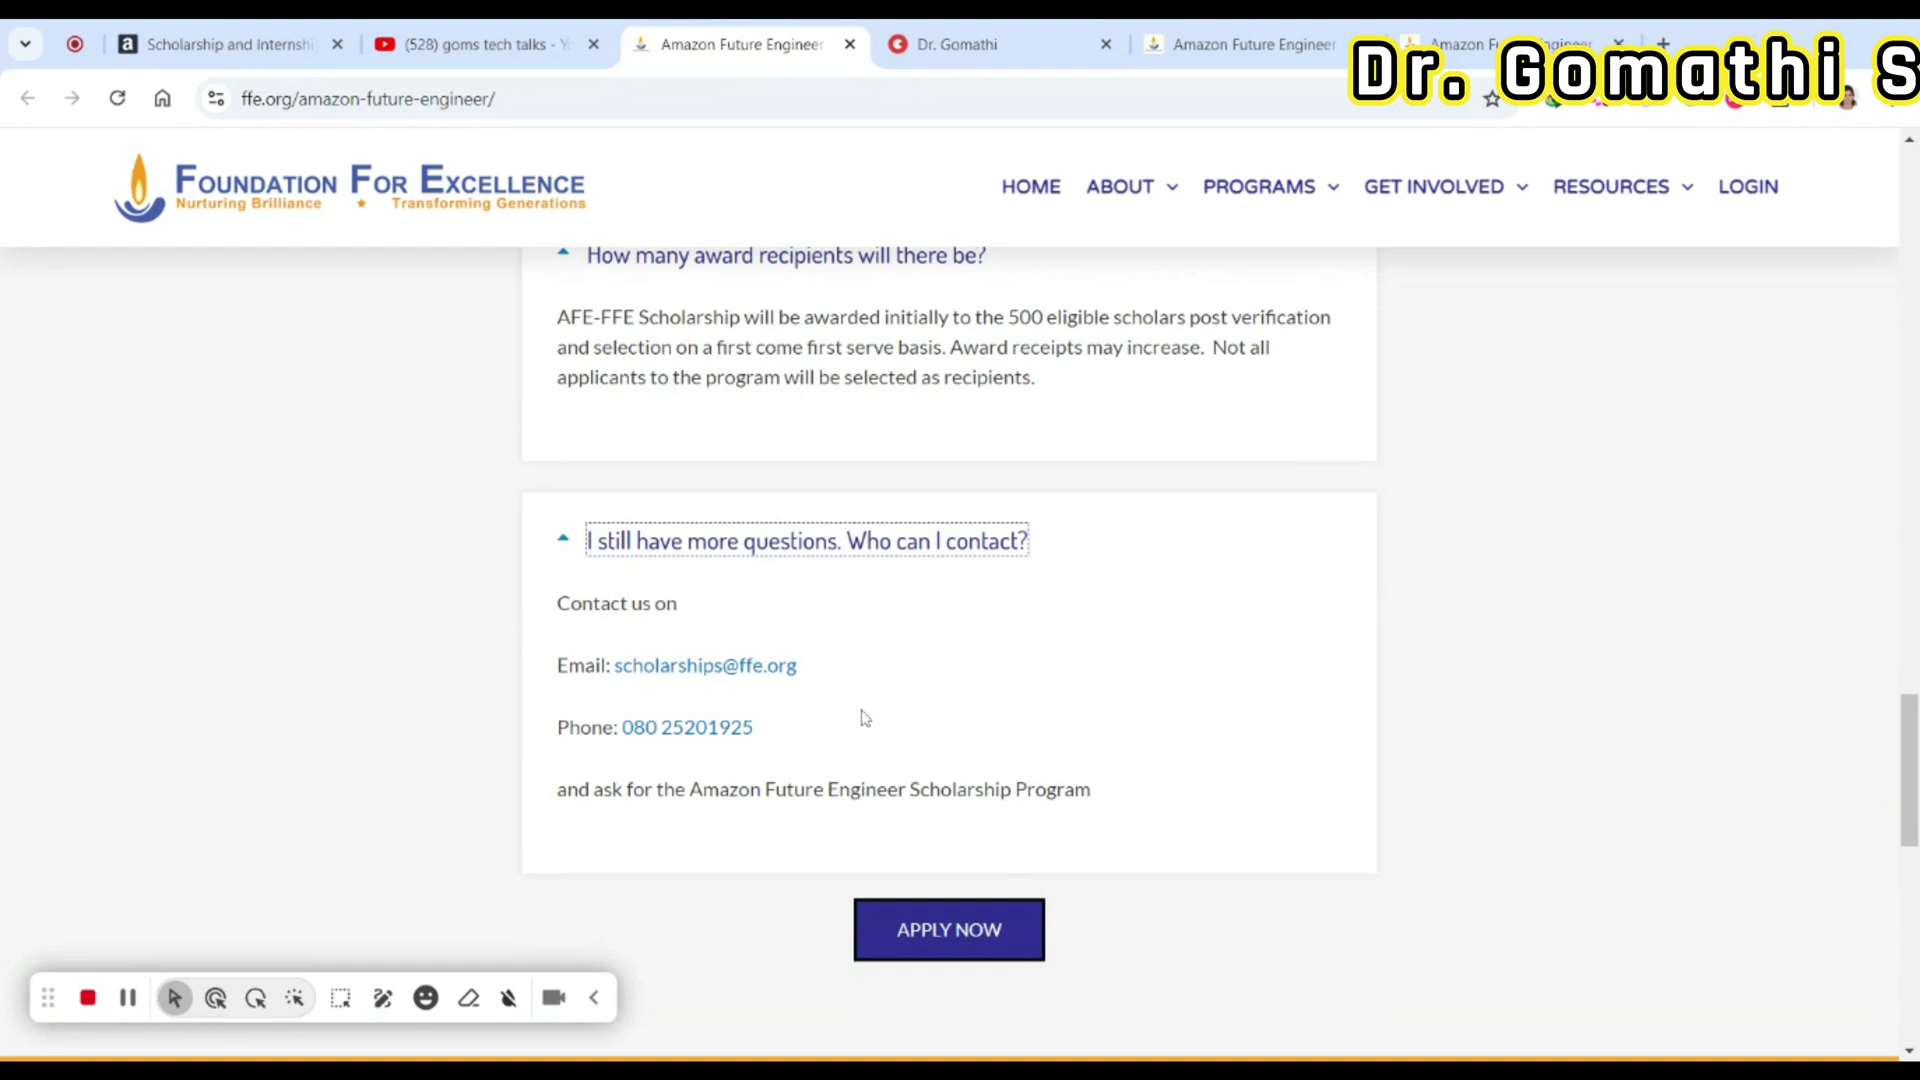 Scholarship and Internshi
(528) goms tech talks - Y
Amazon Future Engineer
Dr. Gomathi
Amazon Future Engineer
Dr. Gomathi S
ffe.org/amazon-future-engineer/
FOUNDATION FOR EXCELLENCE
Nurturing Brilliance ★ Transforming Generations
HOME ABOUT PROGRAMS GET INVOLVED RESOURCES LOGIN
How many award recipients will there be?
AFE-FFE Scholarship will be awarded initially to the 500 eligible scholars post verification
and selection on a first come first serve basis. Award receipts may increase. Not all
applicants to the program will be selected as recipients.
I still have more questions. Who can I contact?
Contact us on
Email: scholarships@ffe.org
Phone: 080 25201925
and ask for the Amazon Future Engineer Scholarship Program
APPLY NOW